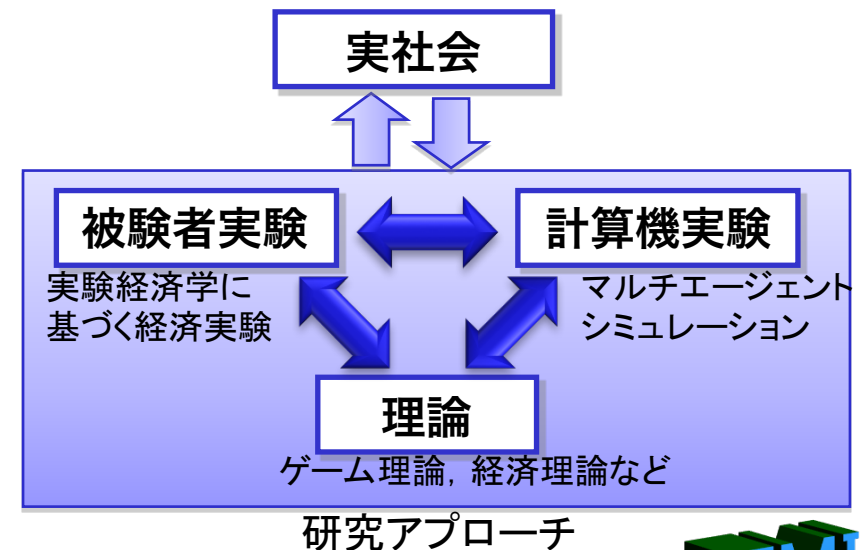 実社会
被験者実験
計算機実験
実験経済学に
基づく経済実験
マルチエージェント
シミュレーション
理論
ゲーム理論，経済理論など
研究アプローチ